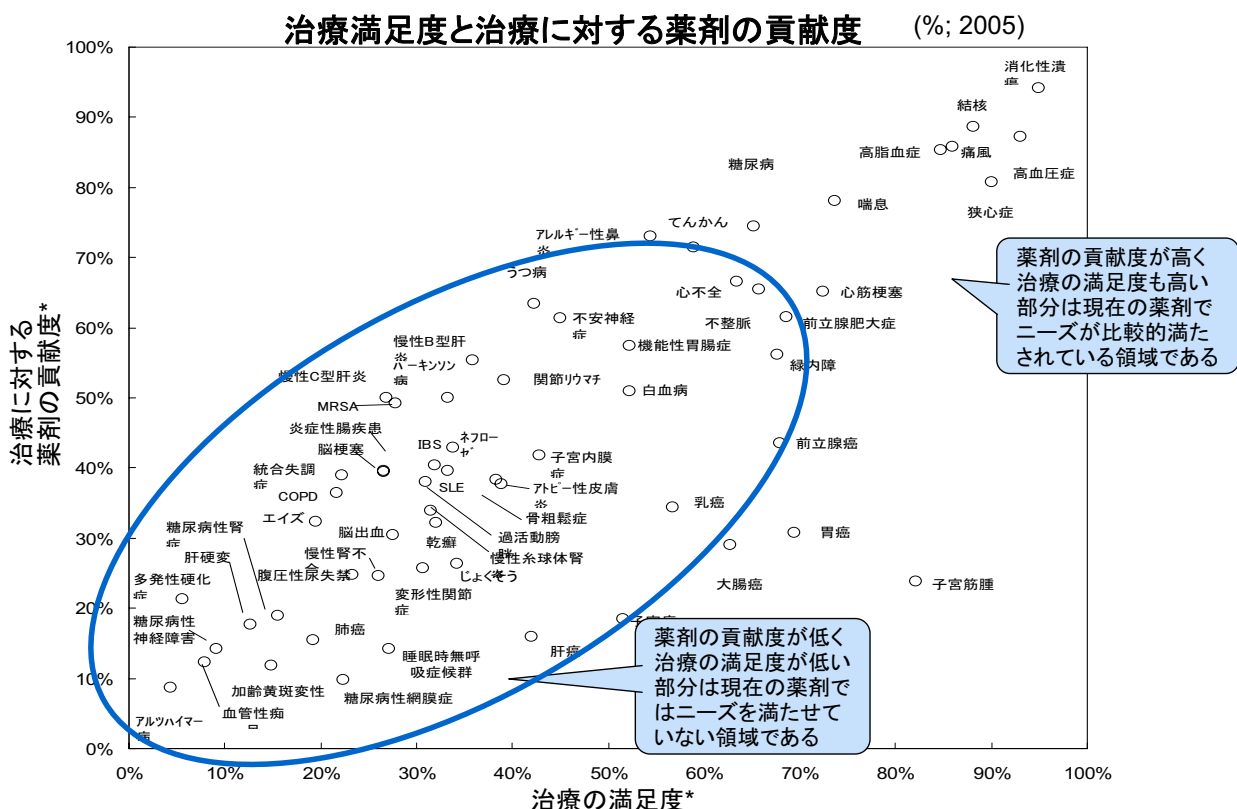 治療満足度と治療に対する薬剤の貢献度 (%; 2005)
100%
90%
80%
70%
60%
50%
40%
30%
20%
10%
0%
治療に対する
薬剤の貢献度*
消化性潰
瘍
結核
高脂血症
痛風
高血圧症
糖尿病
喘息
狭心症
てんかん
アレルギー性鼻
炎
うつ病
心不全
心筋梗塞
不安神経
症
不整脈
前立腺肥大症
慢性B型肝
炎
機能性胃腸症
緑内障
パーキンソン
病
慢性C型肝炎
関節リウマチ
白血病
MRSA
炎症性腸疾患
IBS
ネフロー
ゼ
前立腺癌
脳梗塞
子宮内膜
症
統合失調
症
SLE
アトピー性皮膚
炎
COPD
乳癌
骨粗鬆症
エイズ
過活動膀
胱
糖尿病性腎
症
脳出血
乾癬
胃癌
慢性糸球体腎
炎
肝硬変
慢性腎不
全
じょくそう
腹圧性尿失禁
多発性硬化
症
大腸癌
子宮筋腫
変形性関節
症
糖尿病性
神経障害
肺癌
肝癌
睡眠時無呼
吸症候群
加齢黄斑変性
糖尿病性網膜症
血管性痴
アルツハイマー
病
薬剤の貢献度が高く
治療の満足度も高い
部分は現在の薬剤で
ニーズが比較的満た
されている領域である
薬剤の貢献度が低く
治療の満足度が低い
部分は現在の薬剤で
はニーズを満たせて
いない領域である
0%
10%
20%
30%
40%
50%
60%
70%
80%
90%
100%
治療の満足度*